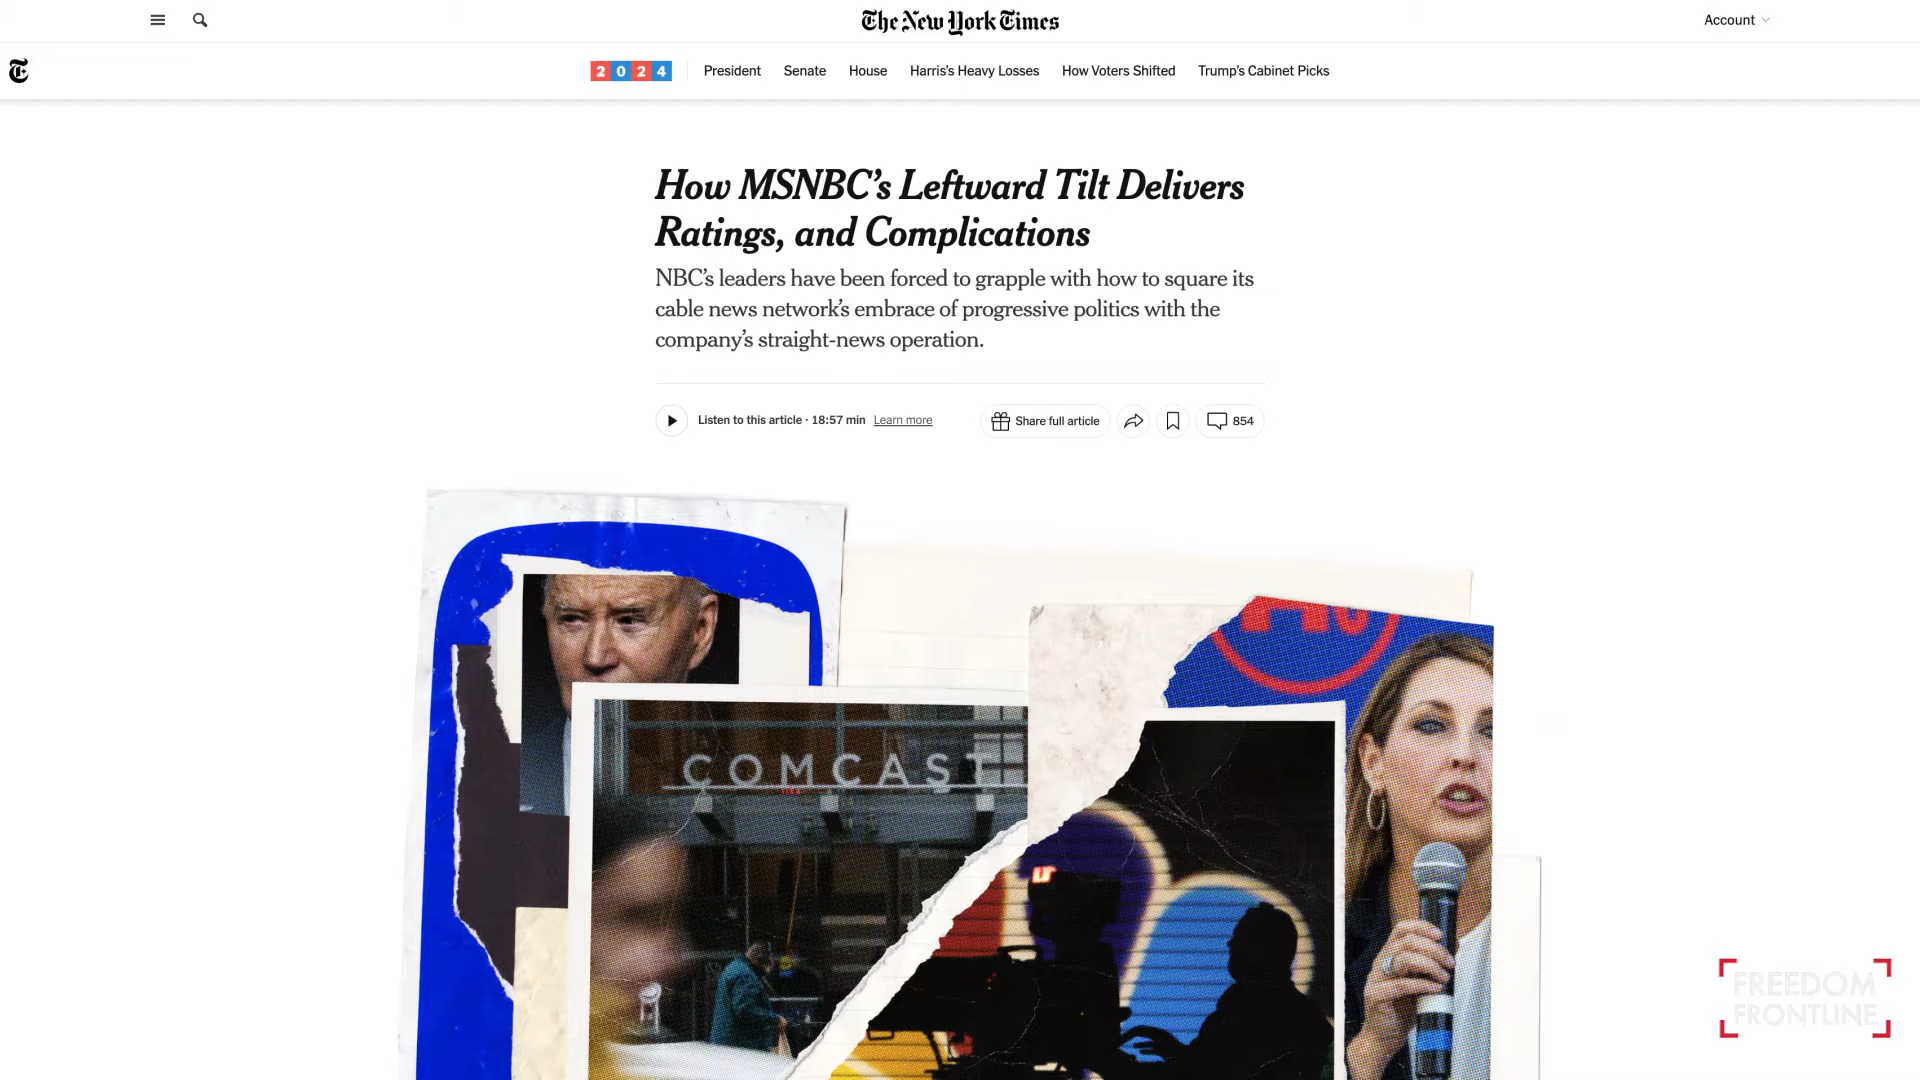 The New York Times
Account
2024
President
Senate
House
Harris's Heavy Losses
How Voters Shifted
Trump's Cabinet Picks
How MSNBC's Leftward Tilt Delivers
Ratings, and Complications
NBC's leaders have been forced to grapple with how to square its
cable news network's embrace of progressive politics with the
company's straight-news operation.
Listen to this article · 18:57 min Learn more
Share full article
854
COMCAST
FREEDOM
FRONTLINE